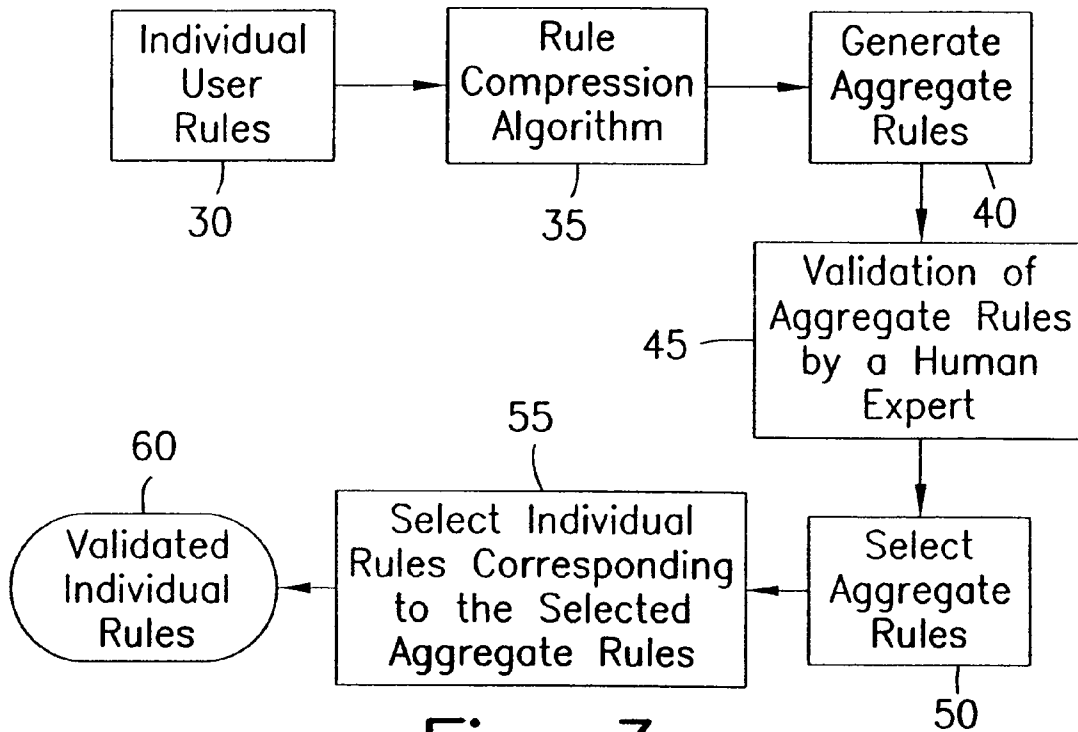 Individual
User
Rules
30
Rule
Compression
Algorithm
35
Generate
Aggregate
Rules
40
Validation of
Aggregate Rules
by a Human
Expert
45
Select
Aggregate
Rules
50
55
Select Individual
Rules Corresponding
to the Selected
Aggregate Rules
60
Validated
Individual
Rules